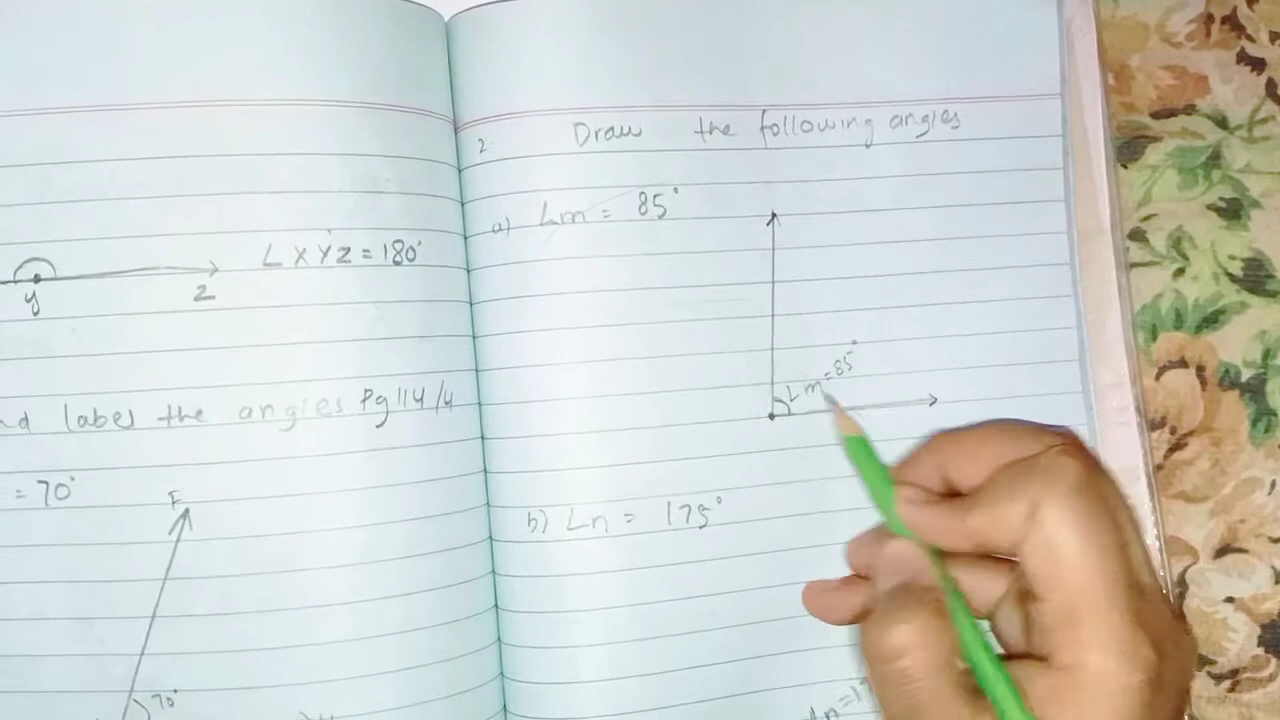 ∠XYZ = 180°
y
Z
nd label the angles Pg 114/4
= 70°
F
70°
2. Draw the following angles
a) ∠m = 85°
∠m = 85°
b) ∠n = 175°